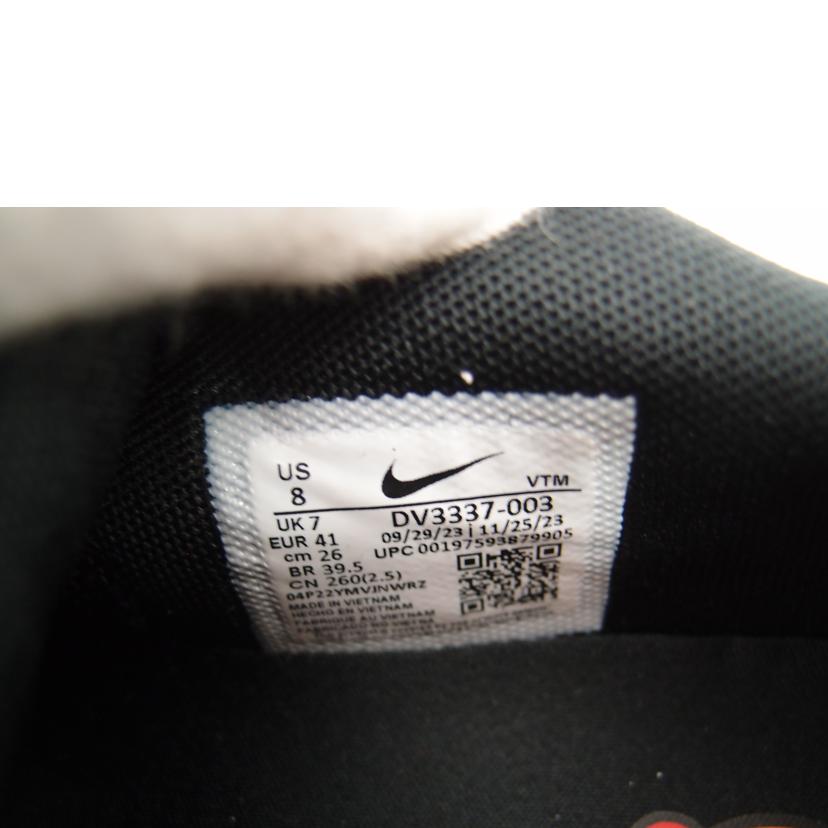 US
8
VTM
UK 7
DV3337-003
EUR 41
09/29/23 | 11/25/23
cm 26
UPC 00197593879905
BR 39.5
CN 260(2.5)
04P22YMVJNWRZ
MADE IN VIETNAM
HECHO EN VIETNAM
FABRIQUE AU VIETNAM